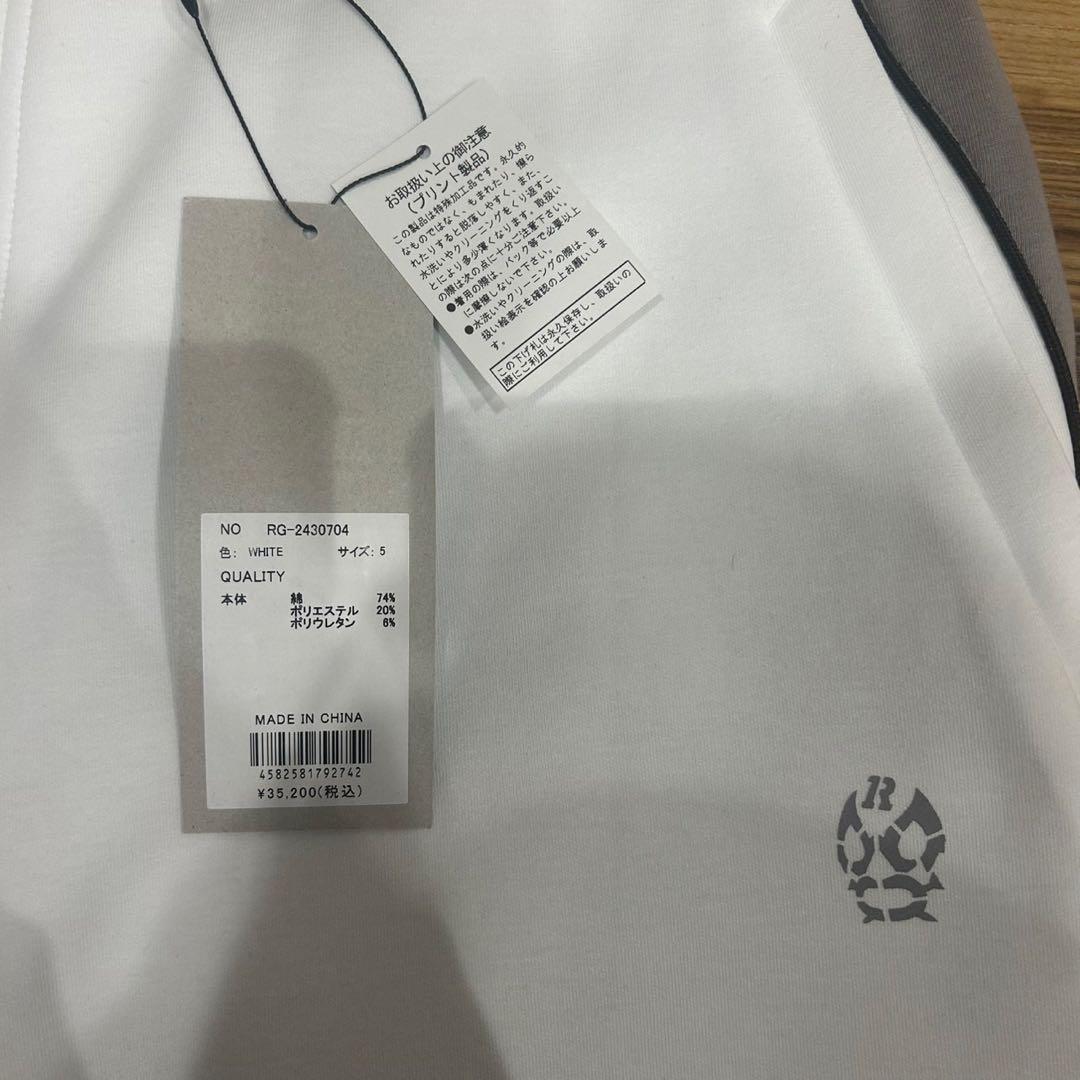 お取扱い上の御注意
(プリント製品)
この製品は特殊加工品です。永久的
なものではなく、もまれたり、擦ら
れたりすると脱落しやすく、また、
水洗いやクリーニングをくり返すこ
とにより多少薄くなります。取扱い
の際は次の点に十分ご注意下さい。
●着用の際は、バック等で必要以上
に摩擦しないで下さい。
●水洗いやクリーニングの際は、取
扱い絵表示を確認の上お願いしま
す。
この下げ札は永久保存し、取扱いの
際にご利用して下さい。
NO RG-2430704
色: WHITE サイズ: 5
QUALITY
本体 綿 74%
ポリエステル 20%
ポリウレタン 6%
MADE IN CHINA
4582581792742
¥35,200(税込)
R